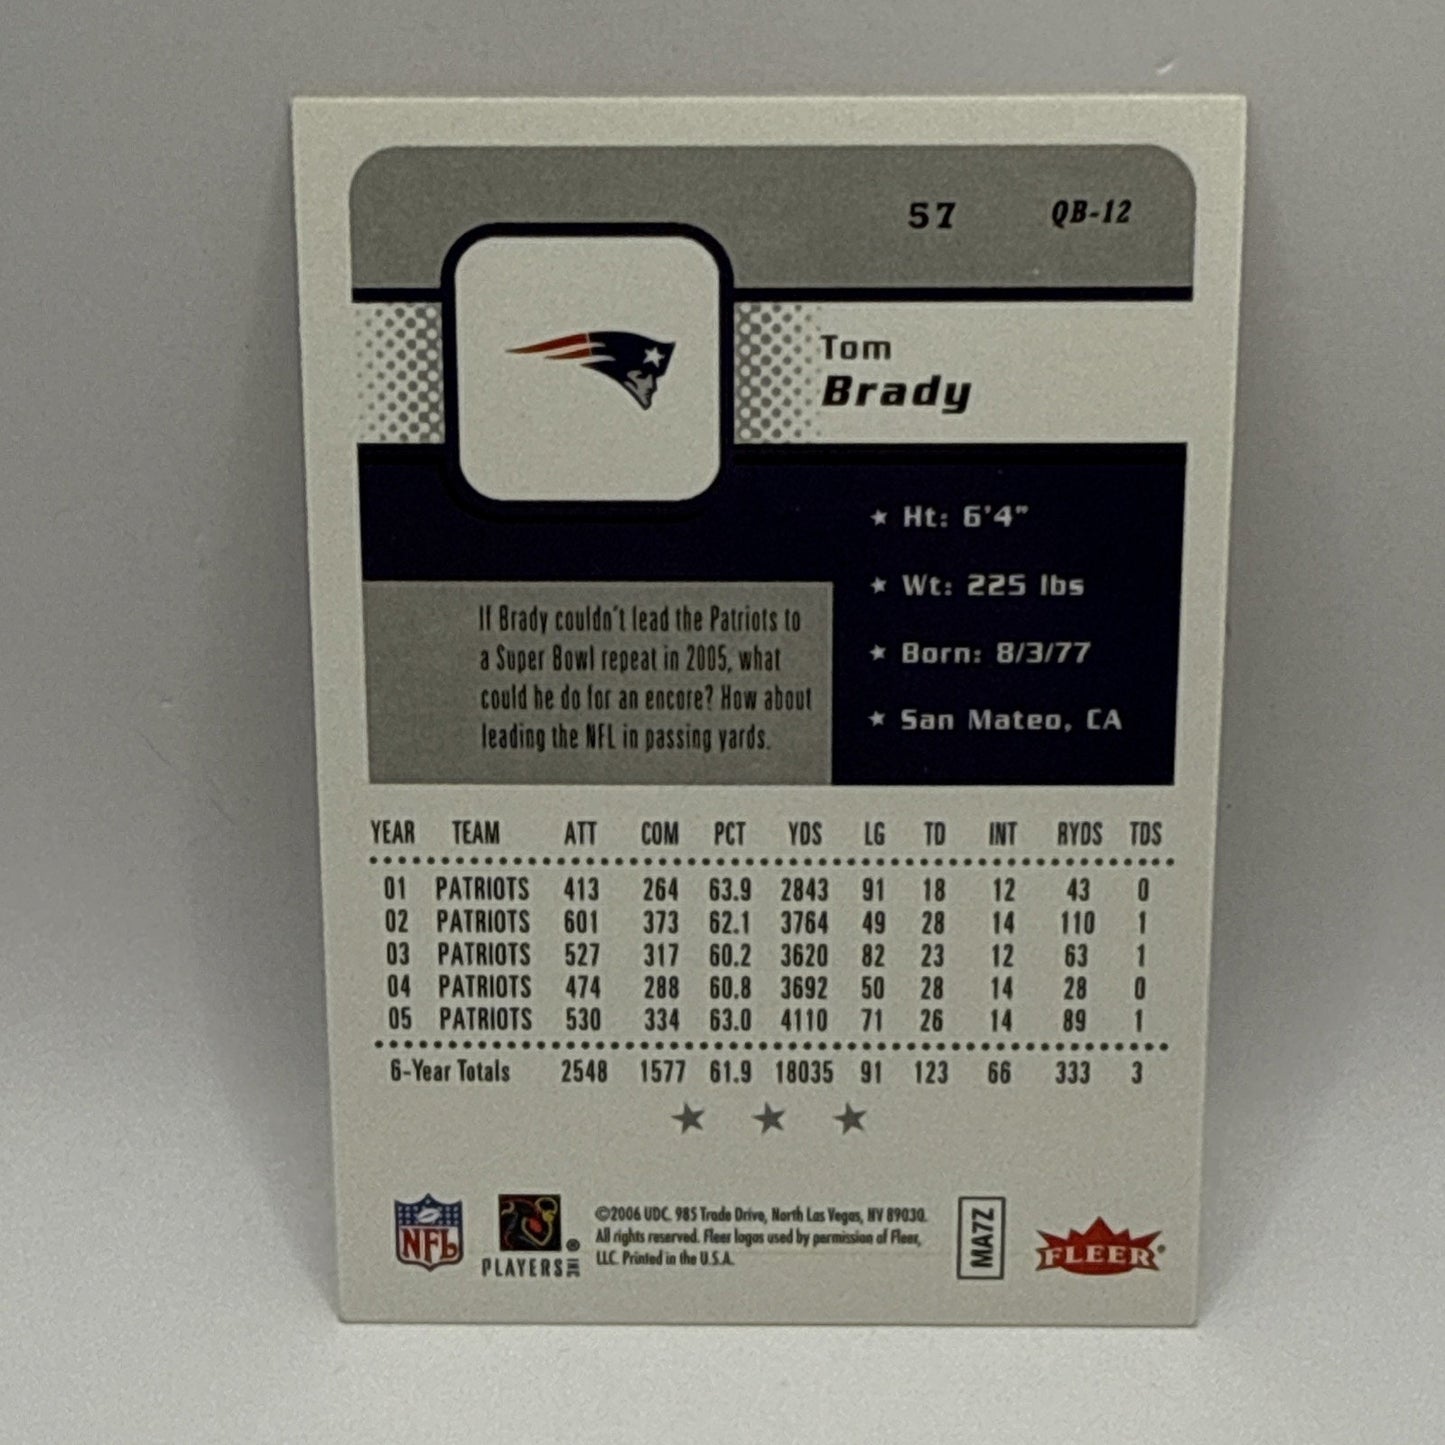 57 QB-12
Tom
Brady
★ Ht: 6'4"
★ Wt: 225 lbs
★ Born: 8/3/77
★ San Mateo, CA
If Brady couldn't lead the Patriots to
a Super Bowl repeat in 2005, what
could he do for an encore? How about
leading the NFL in passing yards.
YEAR TEAM ATT COM PCT YDS LG TD INT RYDS TDS
01 PATRIOTS 413 264 63.9 2843 91 18 12 43 0
02 PATRIOTS 601 373 62.1 3764 49 28 14 110 1
03 PATRIOTS 527 317 60.2 3620 82 23 12 63 1
04 PATRIOTS 474 288 60.8 3692 50 28 14 28 0
05 PATRIOTS 530 334 63.0 4110 71 26 14 89 1
6-Year Totals 2548 1577 61.9 18035 91 123 66 333 3
NFL
PLAYERS INC ®
©2006 UDC. 985 Trade Drive, North Las Vegas, NV 89030.
All rights reserved. Fleer logos used by permission of Fleer,
LLC. Printed in the U.S.A.
MA7Z
FLEER®